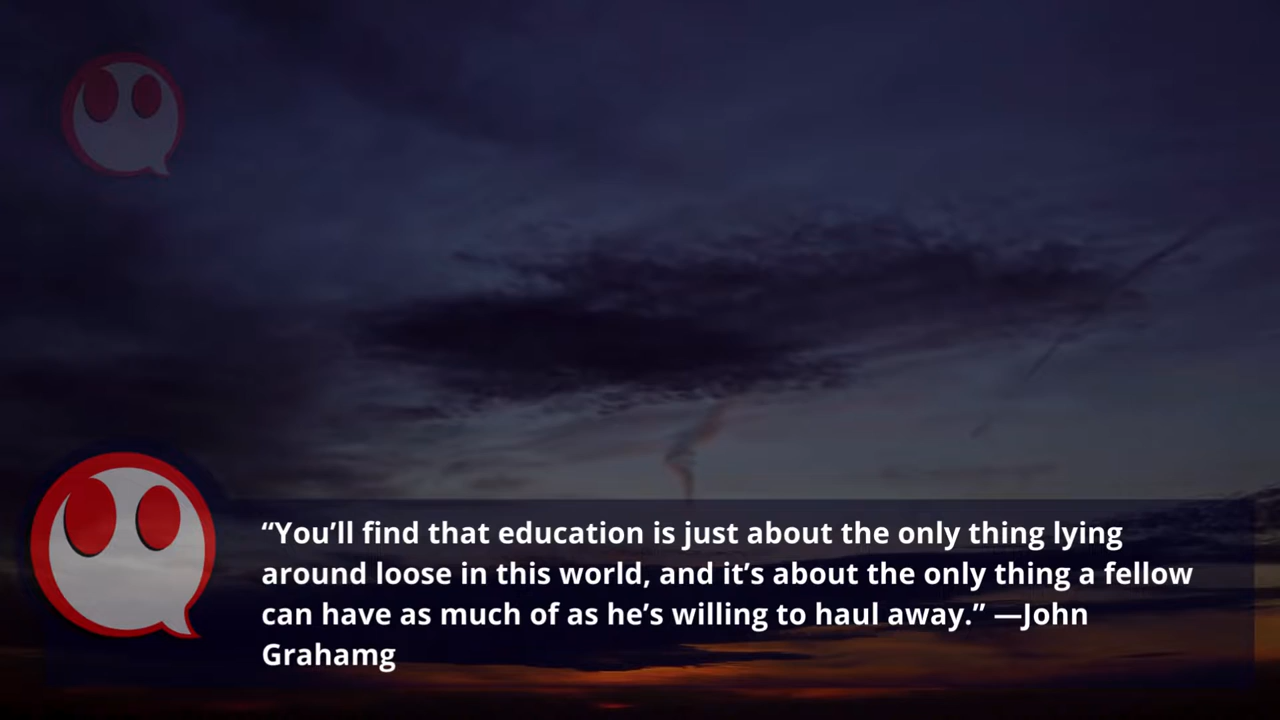 “You’ll find that education is just about the only thing lying
around loose in this world, and it’s about the only thing a fellow
can have as much of as he’s willing to haul away.” —John
Grahamg